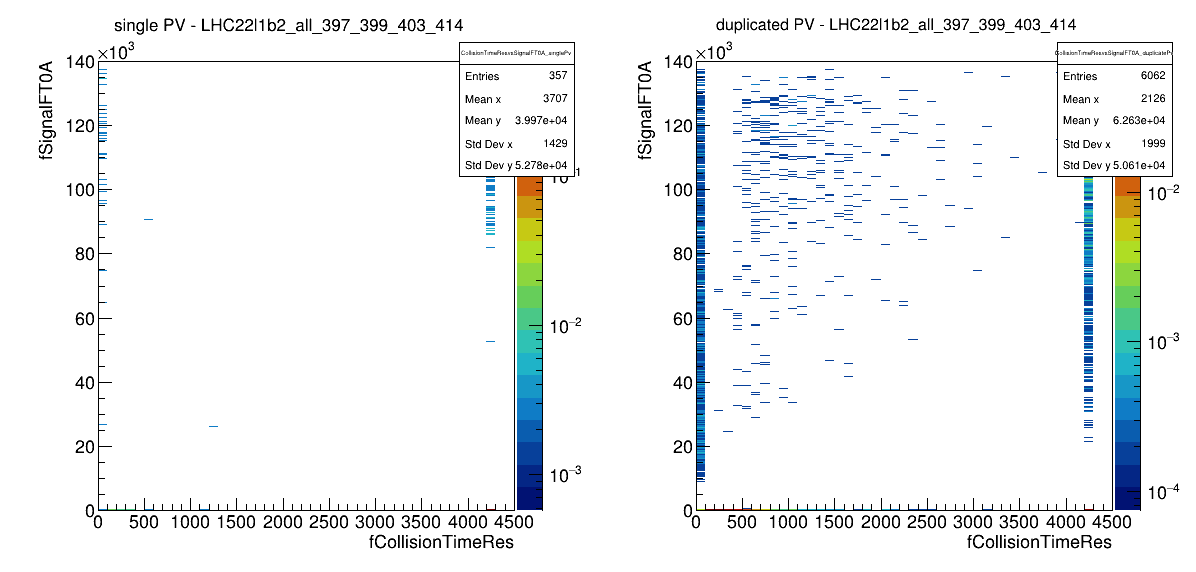 single PV - LHC22l1b2_all_397_399_403_414
×10³
fSignalFT0A
140
120
100
80
60
40
20
0
0 500 1000 1500 2000 2500 3000 3500 4000 4500
fCollisionTimeRes
Entries 357
Mean x 3707
Mean y 3.997e+04
Std Dev x 1429
Std Dev y 5.278e+04
10⁻²
10⁻³
duplicated PV - LHC22l1b2_all_397_399_403_414
×10³
fSignalFT0A
140
120
100
80
60
40
20
0
0 500 1000 1500 2000 2500 3000 3500 4000 4500
fCollisionTimeRes
Entries 6062
Mean x 2126
Mean y 6.263e+04
Std Dev x 1999
Std Dev y 5.061e+04
10⁻²
10⁻³
10⁻⁴